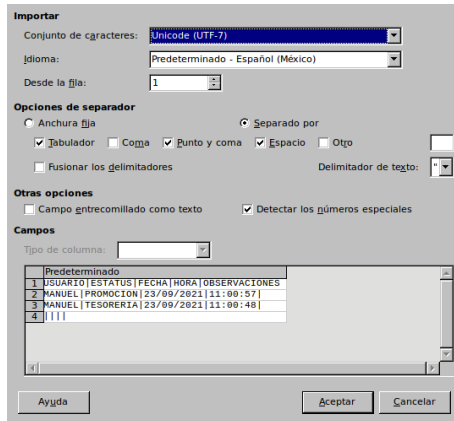 Importar
Conjunto de caracteres: Unicode (UTF-7)
Idioma: Predeterminado - Español (México)
Desde la fila: 1
Opciones de separador
Anchura fija Separado por
Tabulador Coma Punto y coma Espacio Otro
Fusionar los delimitadores Delimitador de texto: "
Otras opciones
Campo entrecomillado como texto Detectar los números especiales
Campos
Tipo de columna:
Predeterminado
1 USUARIO|ESTATUS|FECHA|HORA|OBSERVACIONES
2 MANUEL|PROMOCION|23/09/2021|11:00:57|
3 MANUEL|TESORERIA|23/09/2021|11:00:48|
4 ||||
Ayuda Aceptar Cancelar